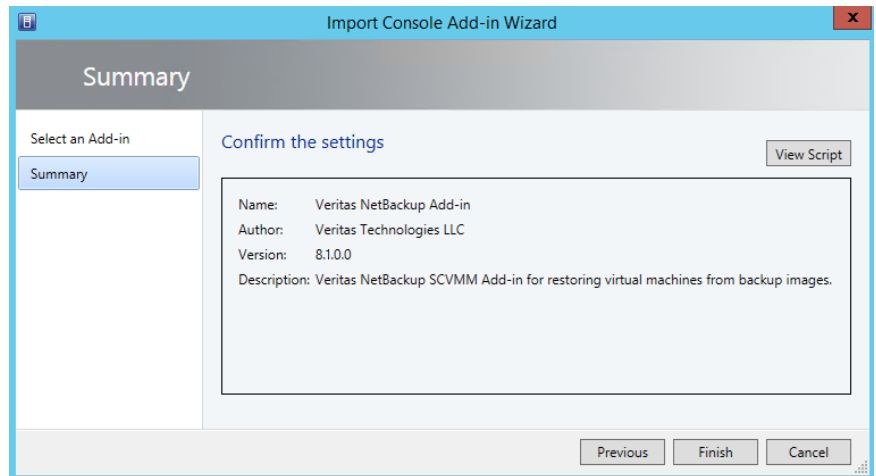 Import Console Add-in Wizard
x
Summary
Select an Add-in
Summary
Confirm the settings
View Script
Name: Veritas NetBackup Add-in
Author: Veritas Technologies LLC
Version: 8.1.0.0
Description: Veritas NetBackup SCVMM Add-in for restoring virtual machines from backup images.
Previous Finish Cancel